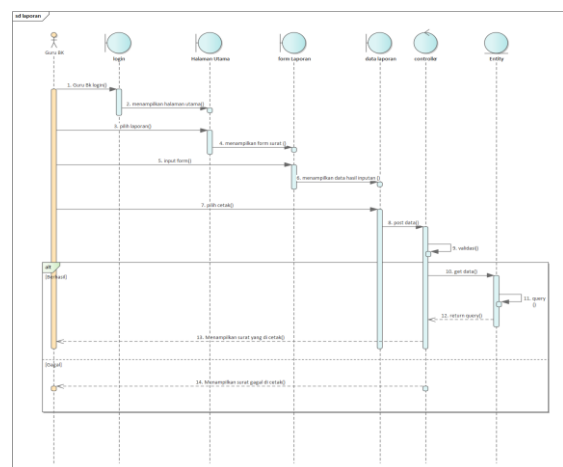 sd laporan
Guru BK
login
Halaman Utama
form Laporan
data laporan
controller
Entity
1. Guru Bk login()
2. menampilkan halaman utama()
3. pilih laporan()
4. menampilkan form surat ()
5. input form()
6. menampilkan data hasil inputan ()
7. pilih cetak()
8. post data()
9. validasi()
alt
[Berhasil]
10. get data()
11. query
()
12. return query()
13. Menampilkan surat yang di cetak()
[Gagal]
14. Menampilkan surat gagal di cetak()